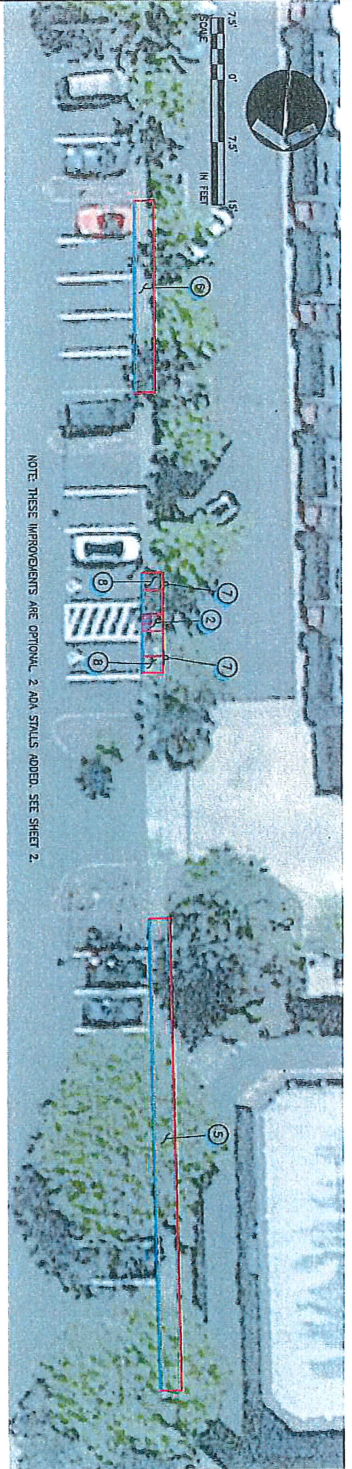 7.5' 0' 7.5' 15'
SCALE IN FEET
6
8 7
2
8 7
5
NOTE: THESE IMPROVEMENTS ARE OPTIONAL. 2 ADA STALLS ADDED. SEE SHEET 2.